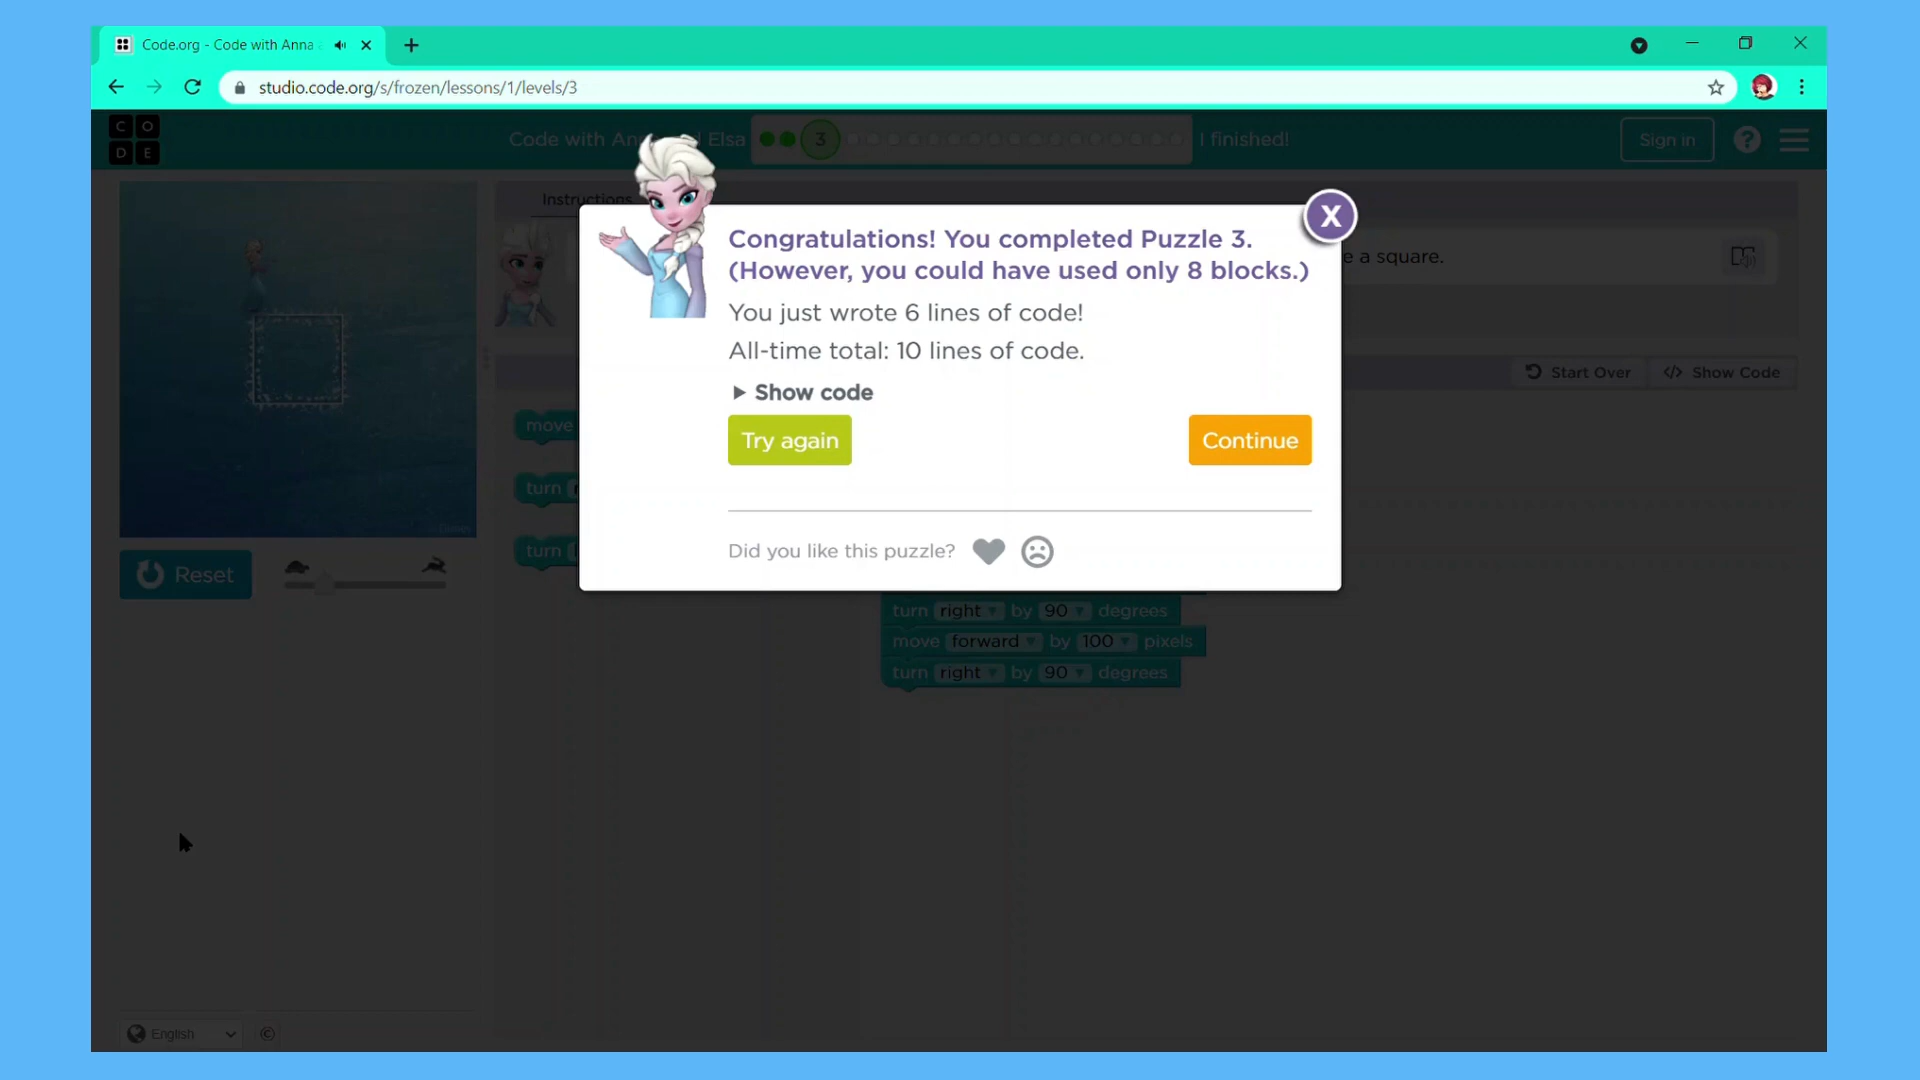 Code.org - Code with Anna
studio.code.org/s/frozen/lessons/1/levels/3
C O
D E
Code with An
Elsa
3
I finished!
Sign in
?
Instructions
X
Congratulations! You completed Puzzle 3.
(However, you could have used only 8 blocks.)
e a square.
You just wrote 6 lines of code!
All-time total: 10 lines of code.
Start Over
</> Show Code
Show code
move
Try again
Continue
turn
turn
Did you like this puzzle?
Reset
turn right by 90 degrees
move forward by 100 pixels
turn right by 90 degrees
English
©